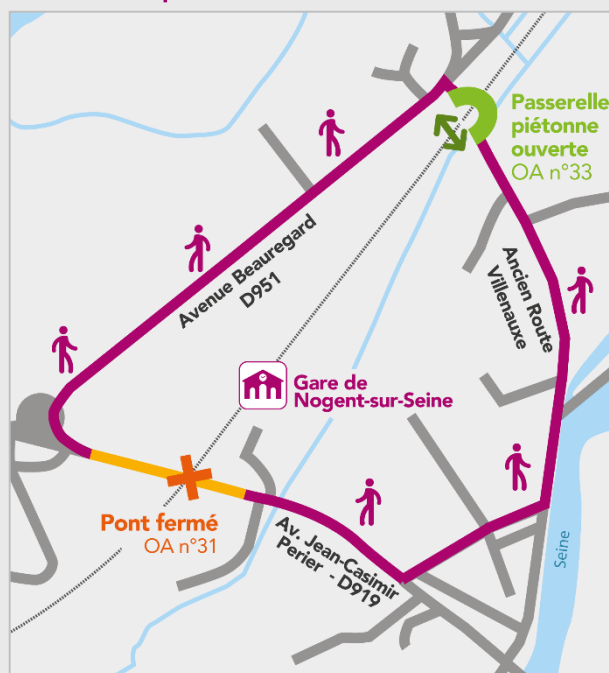 Passerelle
piétonne
ouverte
OA n°33
Avenue Beauregard
D951
Ancien Route
Villenauxe
Gare de
Nogent-sur-Seine
Pont fermé
OA n°31
Av. Jean-Casimir
Perier - D919
Seine